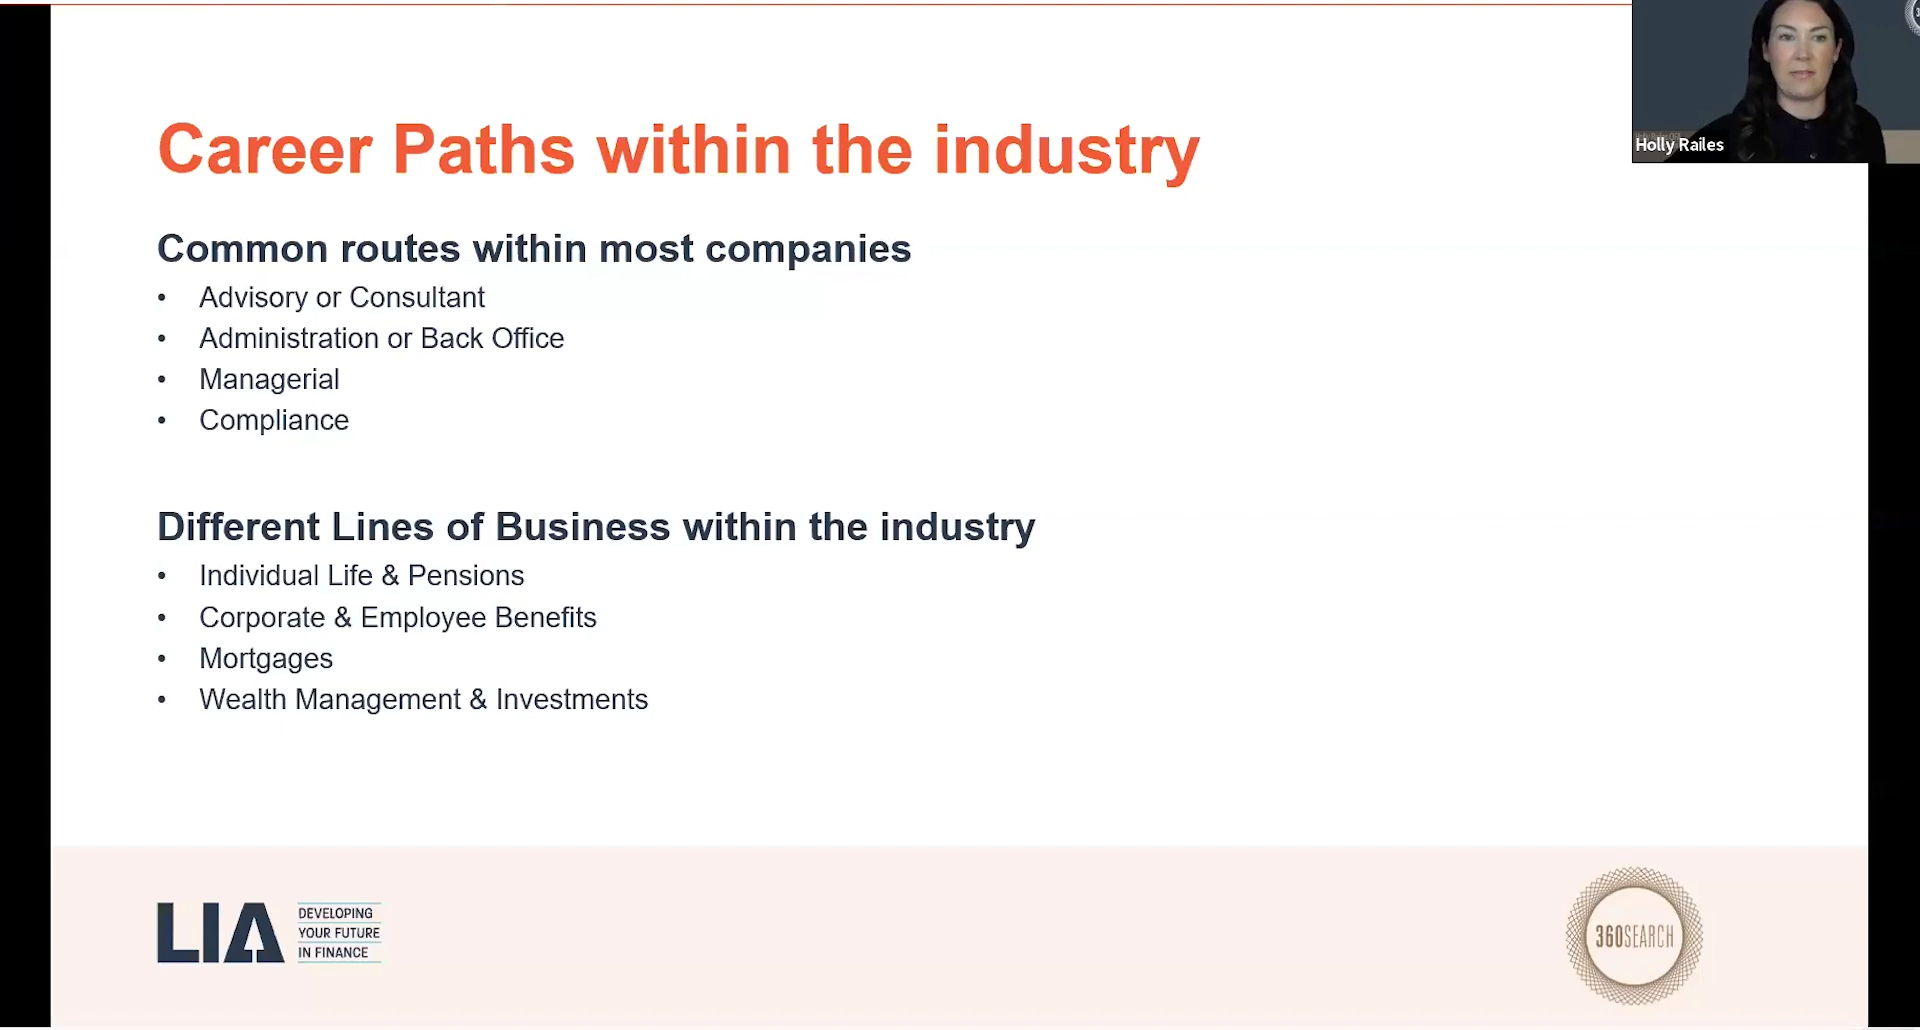 Career Paths within the industry
Holly Railes
Common routes within most companies
• Advisory or Consultant
• Administration or Back Office
• Managerial
• Compliance
Different Lines of Business within the industry
• Individual Life & Pensions
• Corporate & Employee Benefits
• Mortgages
• Wealth Management & Investments
LIA
DEVELOPING
YOUR FUTURE
IN FINANCE
360SEARCH